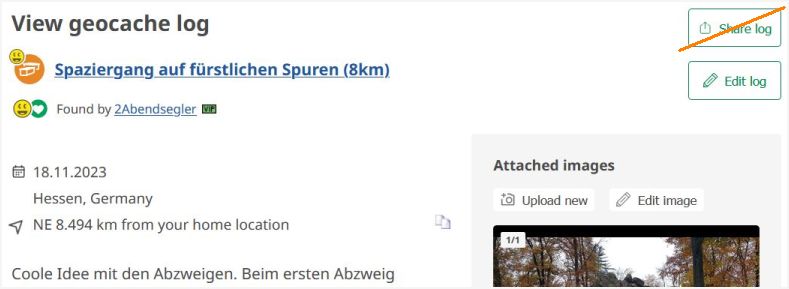 View geocache log
Share log
Spaziergang auf fürstlichen Spuren (8km)
Edit log
Found by 2Abendsegler VIP
18.11.2023
Hessen, Germany
NE 8.494 km from your home location
Coole Idee mit den Abzweigen. Beim ersten Abzweig
Attached images
Upload new
Edit image
1/1